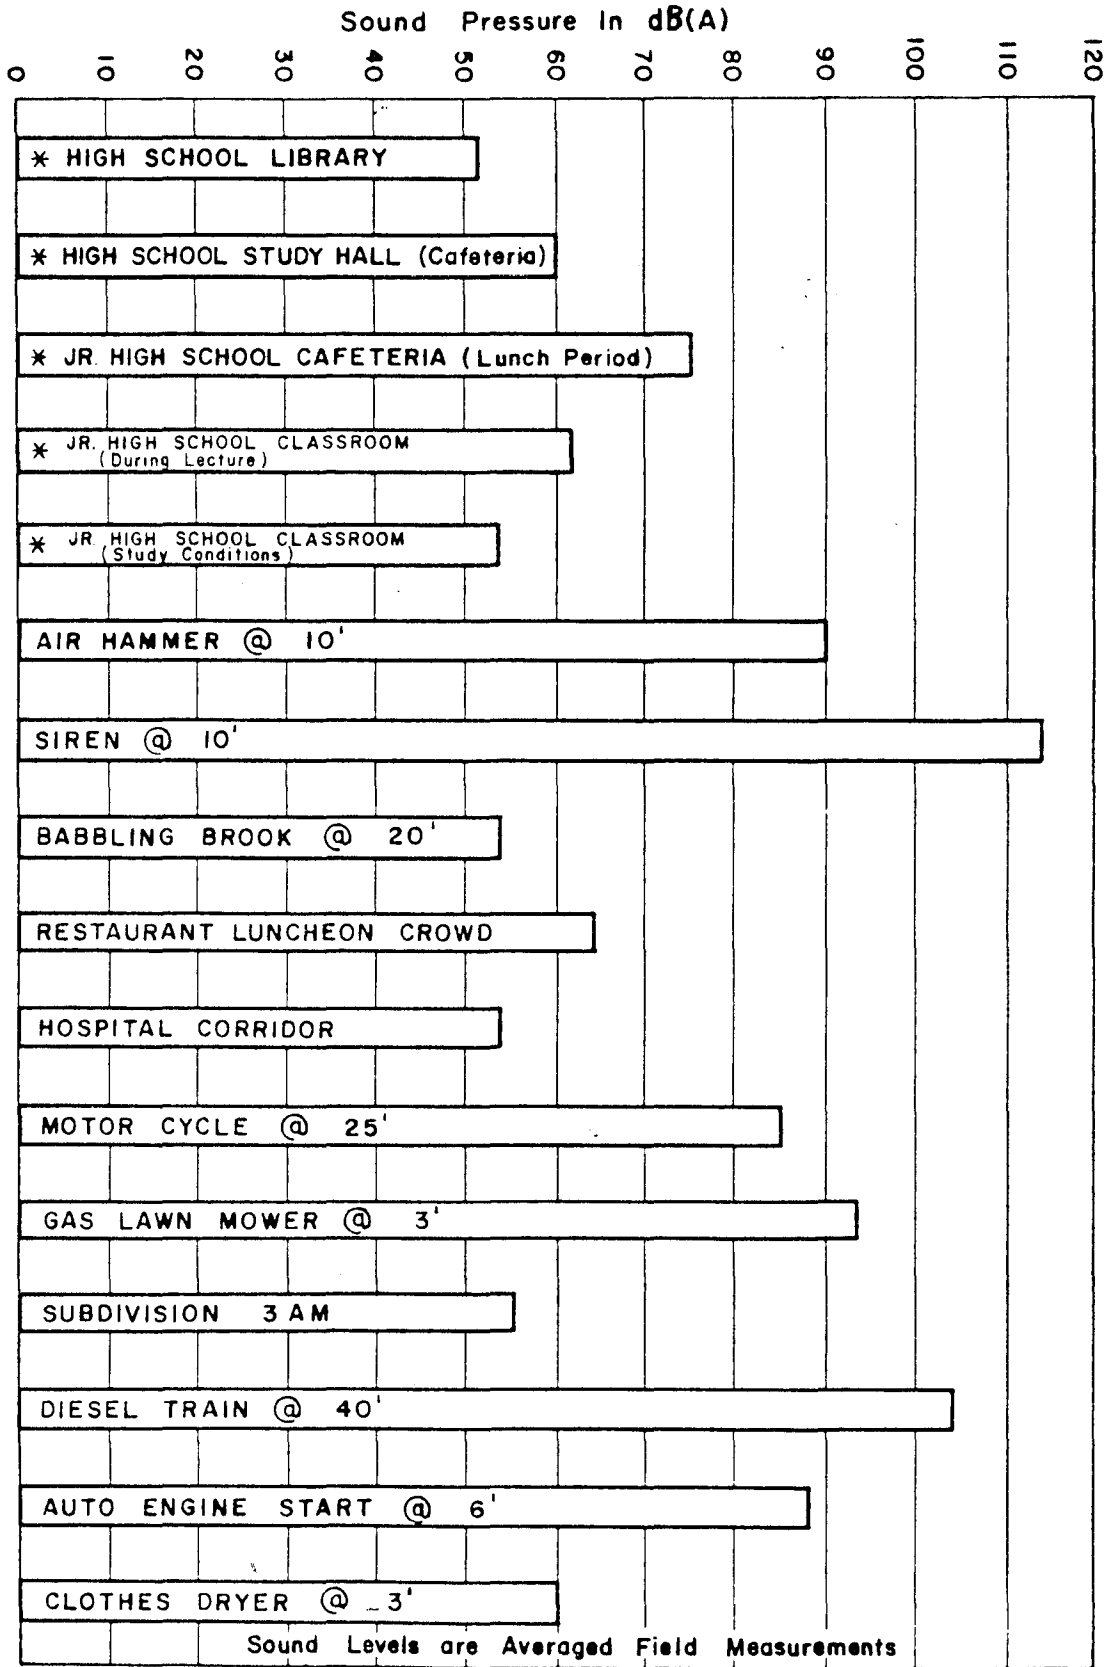 Sound Pressure In dB(A)
0 10 20 30 40 50 60 70 80 90 100 110 120
* HIGH SCHOOL LIBRARY
* HIGH SCHOOL STUDY HALL (Cafeteria)
* JR. HIGH SCHOOL CAFETERIA (Lunch Period)
* JR. HIGH SCHOOL CLASSROOM
(During Lecture)
* JR. HIGH SCHOOL CLASSROOM
(Study Conditions)
AIR HAMMER @ 10'
SIREN @ 10'
BABBLING BROOK @ 20'
RESTAURANT LUNCHEON CROWD
HOSPITAL CORRIDOR
MOTOR CYCLE @ 25'
GAS LAWN MOWER @ 3'
SUBDIVISION 3 AM
DIESEL TRAIN @ 40'
AUTO ENGINE START @ 6'
CLOTHES DRYER @ 3'
Sound Levels are Averaged Field Measurements